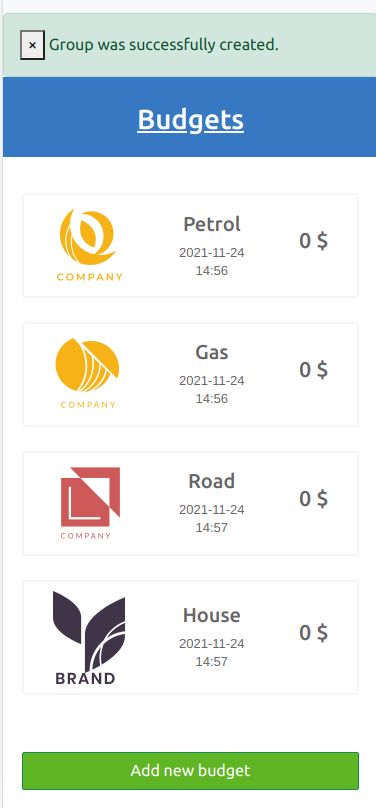 × Group was successfully created.
Budgets
COMPANY
Petrol
2021-11-24
14:56
0 $
COMPANY
Gas
2021-11-24
14:56
0 $
COMPANY
Road
2021-11-24
14:57
0 $
BRAND
House
2021-11-24
14:57
0 $
Add new budget